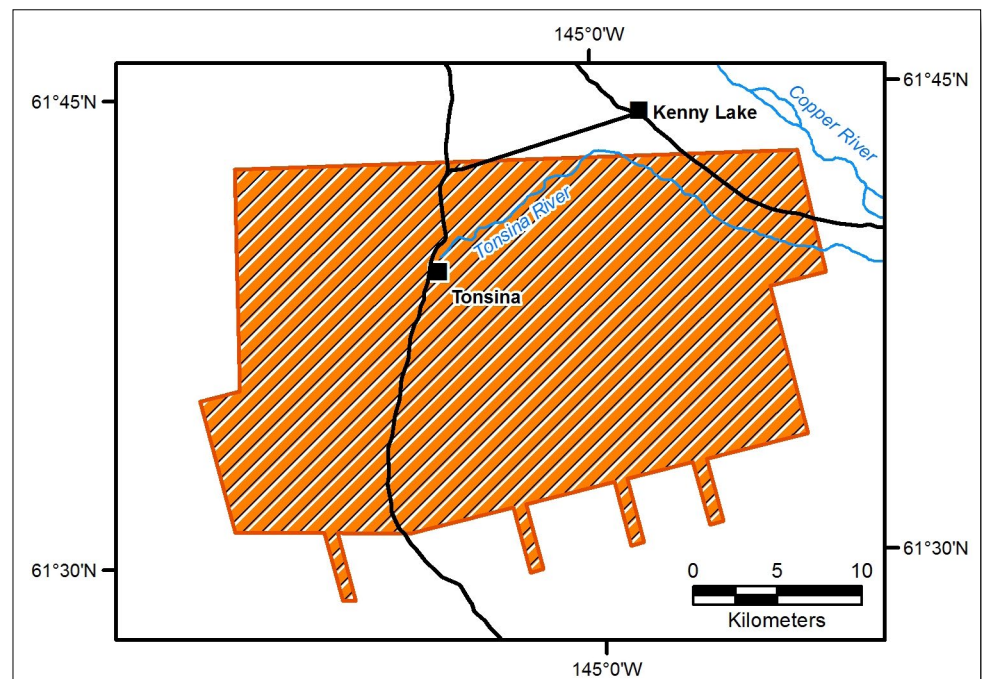 145°0'W
61°45'N
61°45'N
Copper River
Kenny Lake
Tonsina River
Tonsina
61°30'N
61°30'N
0 5 10
Kilometers
145°0'W